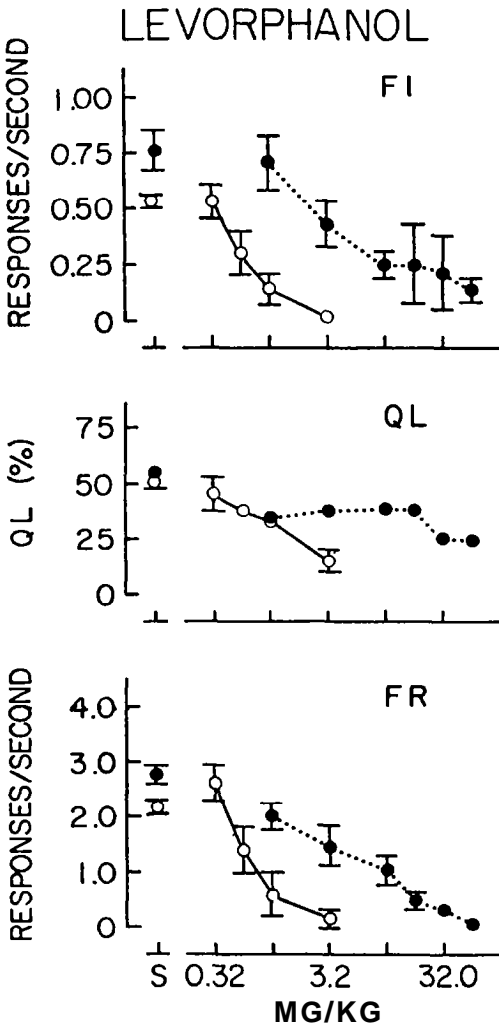 LEVORPHANOL
RESPONSES/SECOND
FI
1.00
0.75
0.50
0.25
0
QL (%)
QL
75
50
25
0
RESPONSES/SECOND
FR
4.0
3.0
2.0
1.0
0
S 0.32 3.2 32.0
MG/KG